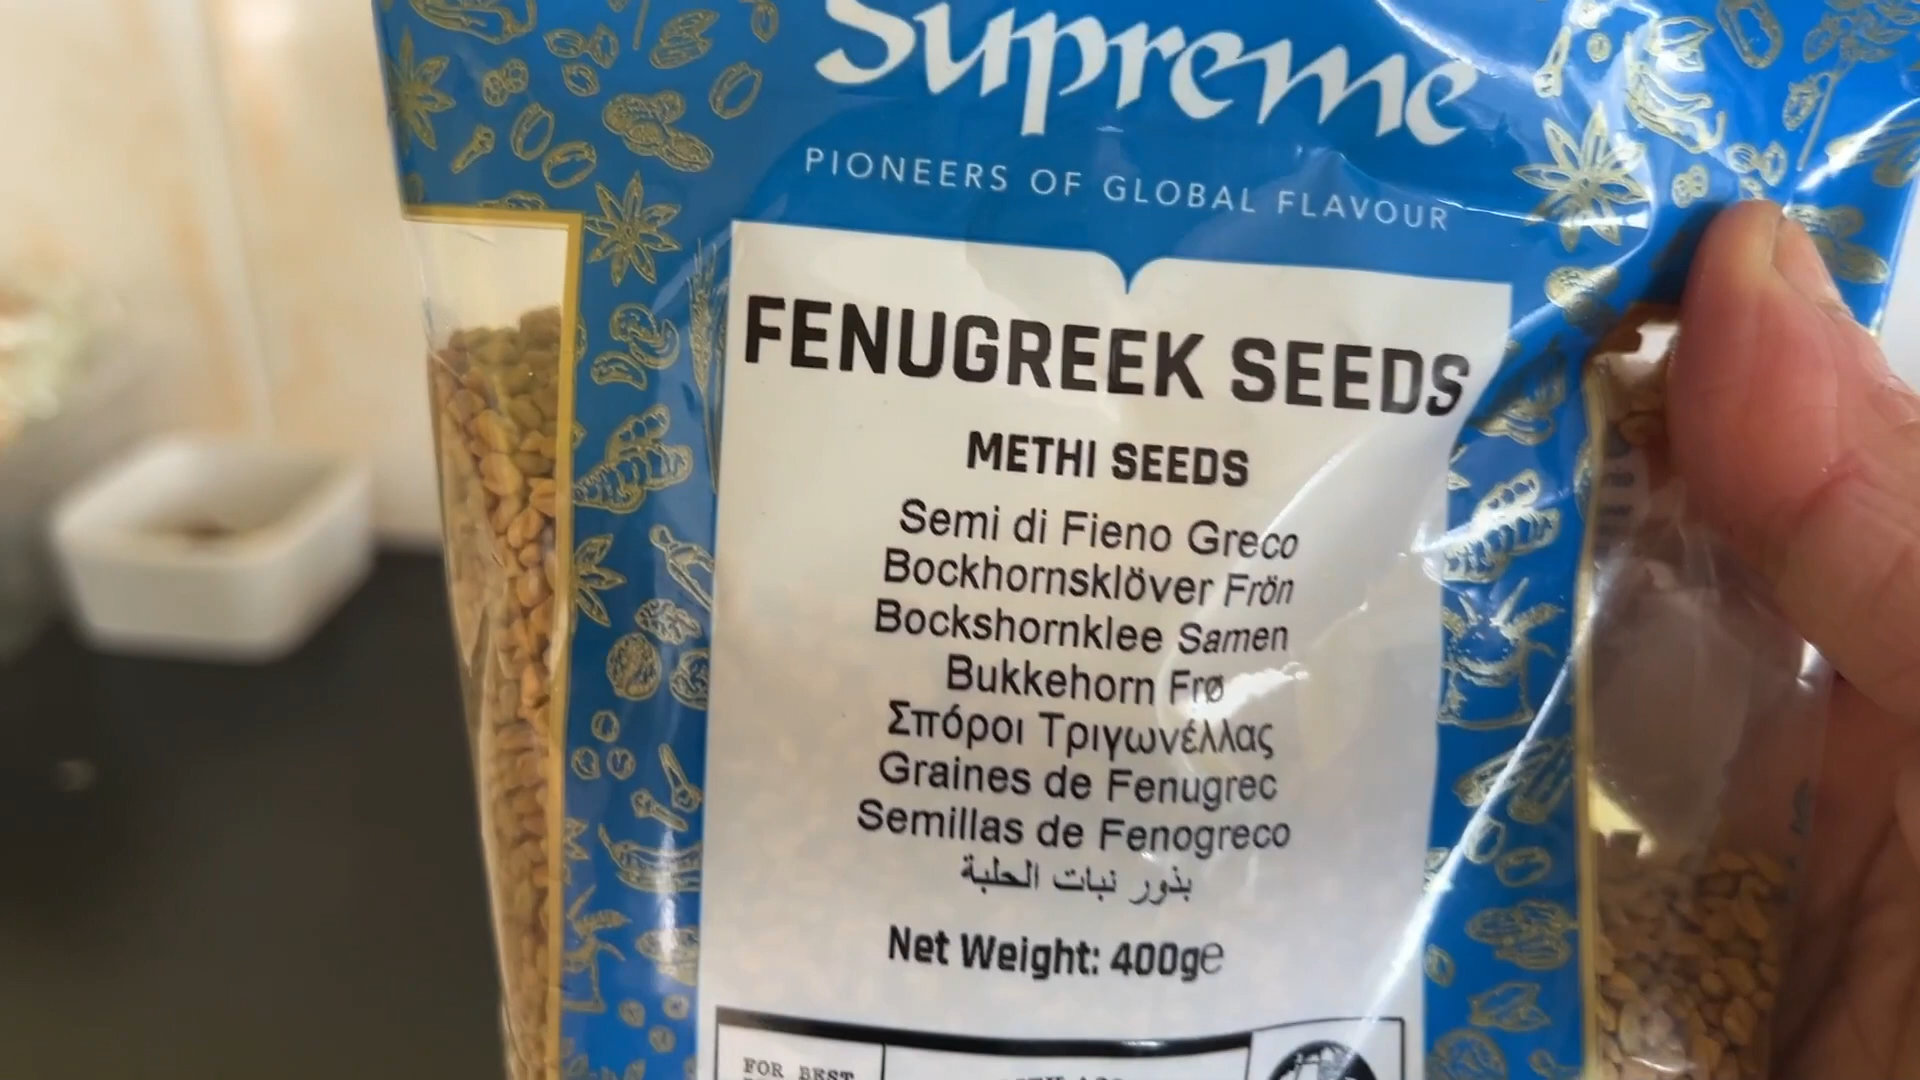 Supreme
PIONEERS OF GLOBAL FLAVOUR
FENUGREEK SEEDS
METHI SEEDS
Semi di Fieno Greco
Bockhornsklöver Frön
Bockshornklee Samen
Bukkehorn Frø
Σπόροι Τριγωνέλλας
Graines de Fenugrec
Semillas de Fenogreco
بذور نبات الحلبة
Net Weight: 400g℮
FOR BEST